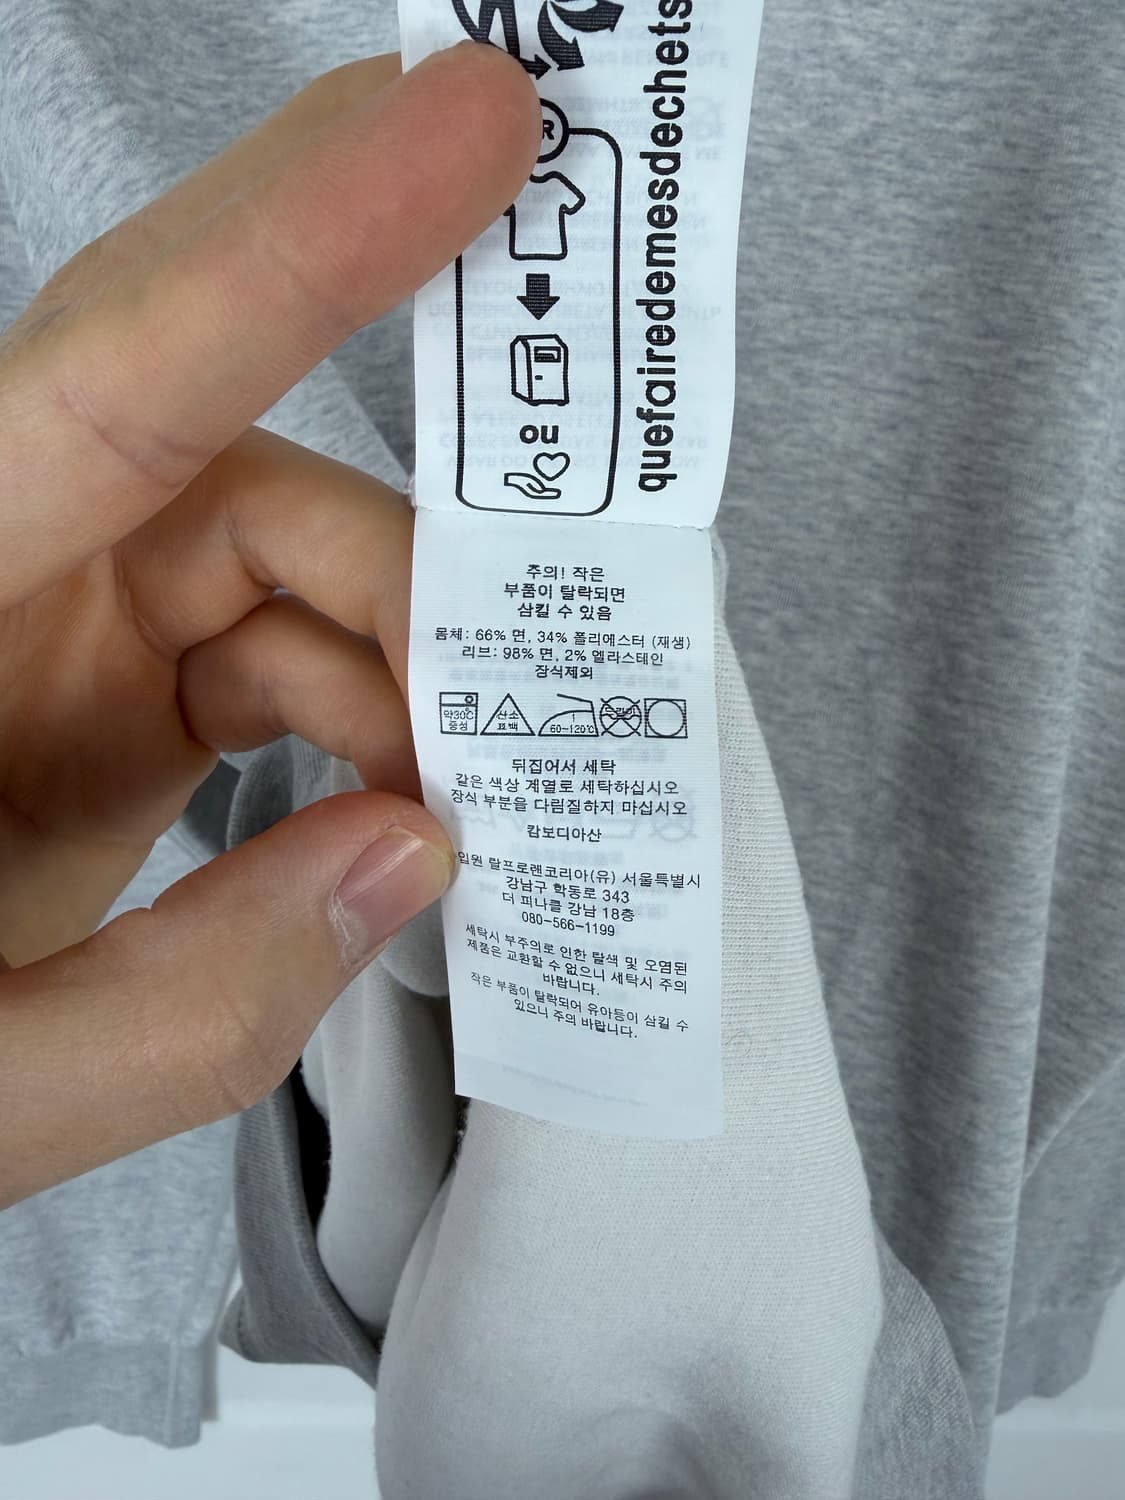 R
ou
quefairedemesdechets
주의! 작은
부품이 탈락되면
삼킬 수 있음
몸체: 66% 면, 34% 폴리에스터 (재생)
리브: 98% 면, 2% 엘라스테인
장식제외
약30℃
중성
산소
표백
60~120℃
드라이
뒤집어서 세탁
같은 색상 계열로 세탁하십시오
장식 부분을 다림질하지 마십시오
캄보디아산
입원 랄프로렌코리아(유) 서울특별시
강남구 학동로 343
더 피나클 강남 18층
080-566-1199
세탁시 부주의로 인한 탈색 및 오염된
제품은 교환할 수 없으니 세탁시 주의
바랍니다.
작은 부품이 탈락되어 유아등이 삼킬 수
있으니 주의 바랍니다.